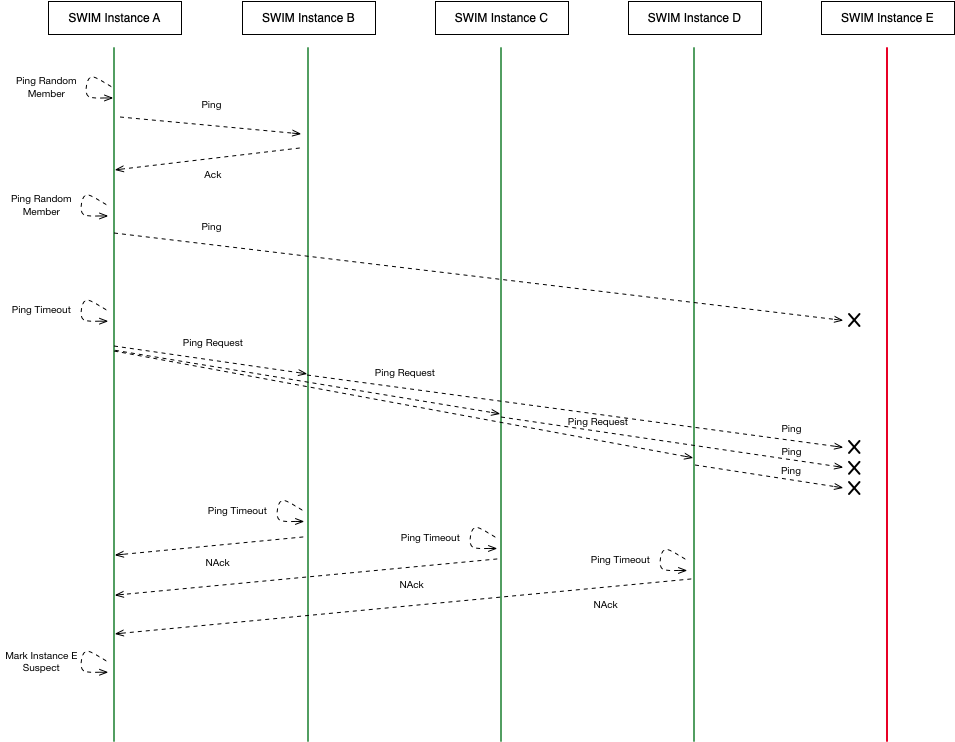 SWIM Instance A
SWIM Instance B
SWIM Instance C
SWIM Instance D
SWIM Instance E
Ping Random
Member
Ping
Ack
Ping Random
Member
Ping
Ping Timeout
Ping Request
Ping Request
Ping Request
Ping
Ping
Ping
Ping Timeout
Ping Timeout
Ping Timeout
NAck
NAck
NAck
Mark Instance E
Suspect